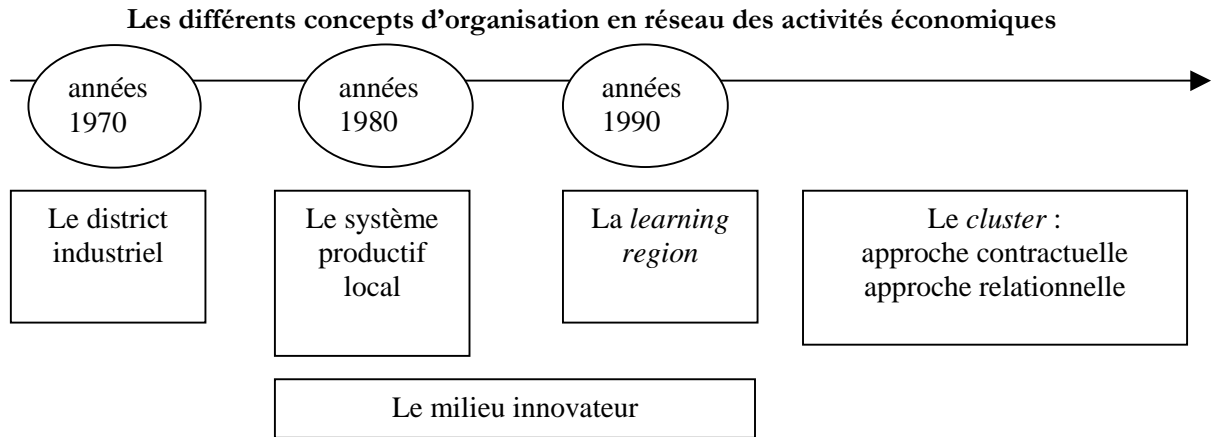 Les différents concepts d’organisation en réseau des activités économiques
années
1970
années
1980
années
1990
Le district
industriel
Le système
productif
local
La learning
region
Le cluster :
approche contractuelle
approche relationnelle
Le milieu innovateur